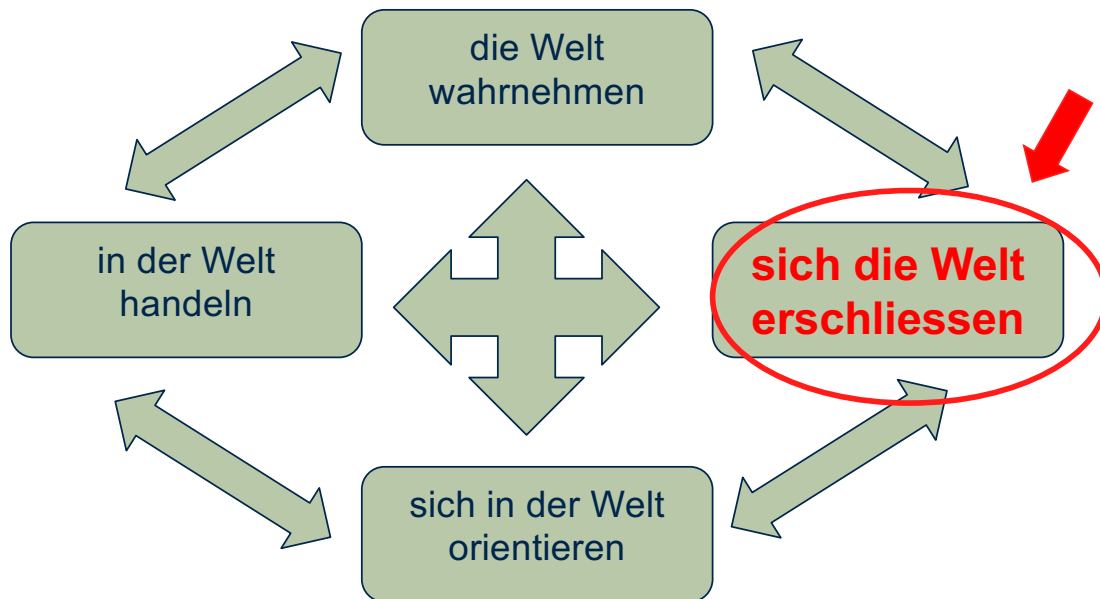 die Welt
wahrnehmen
in der Welt
handeln
sich die Welt
erschliessen
sich in der Welt
orientieren